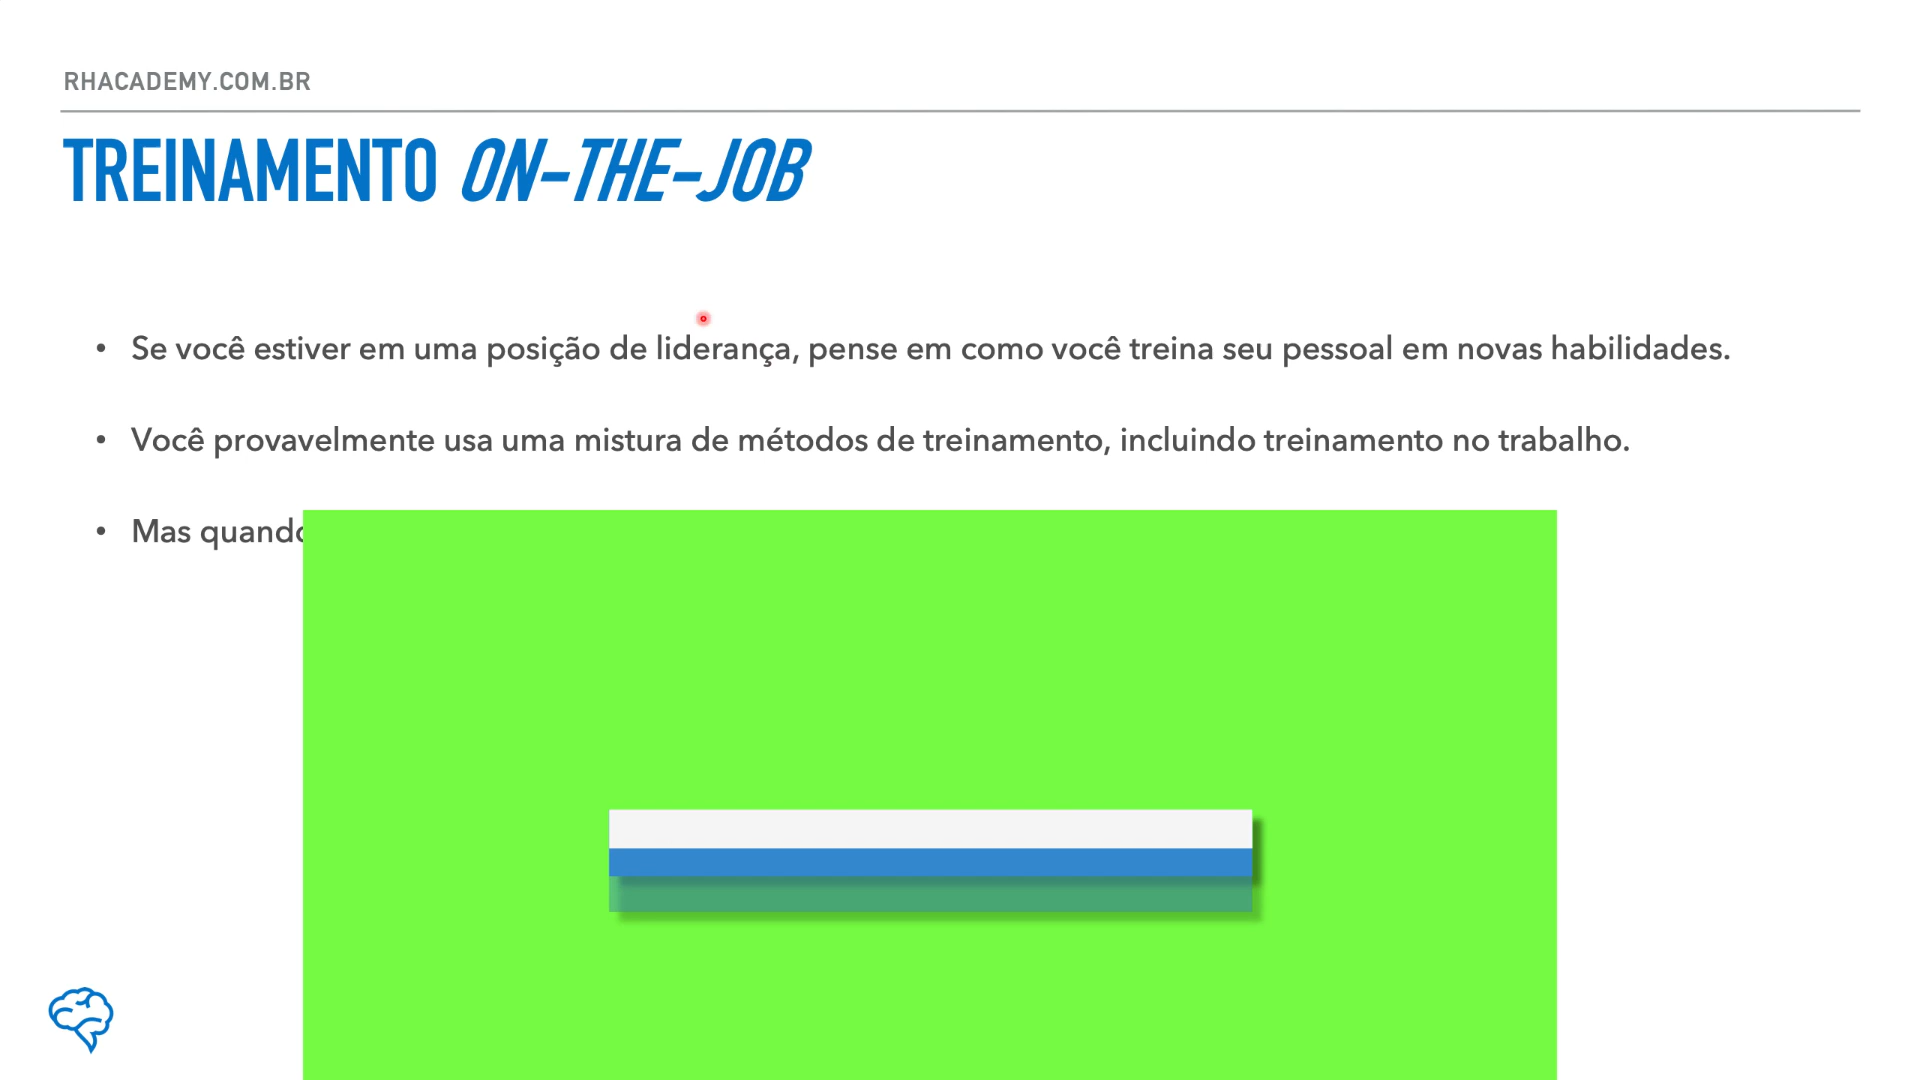 RHACADEMY.COM.BR
TREINAMENTO ON-THE-JOB
• Se você estiver em uma posição de liderança, pense em como você treina seu pessoal em novas habilidades.
• Você provavelmente usa uma mistura de métodos de treinamento, incluindo treinamento no trabalho.
• Mas quando